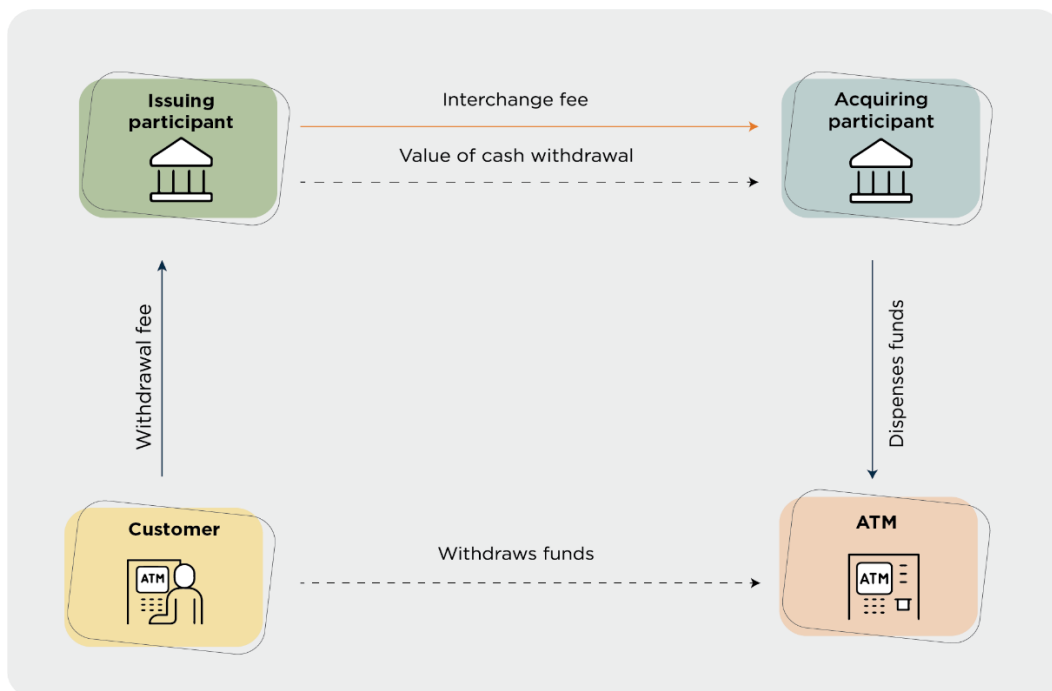 Issuing
participant
Interchange fee
Value of cash withdrawal
Acquiring
participant
Withdrawal fee
Dispenses funds
Customer
ATM
Withdraws funds
ATM
ATM